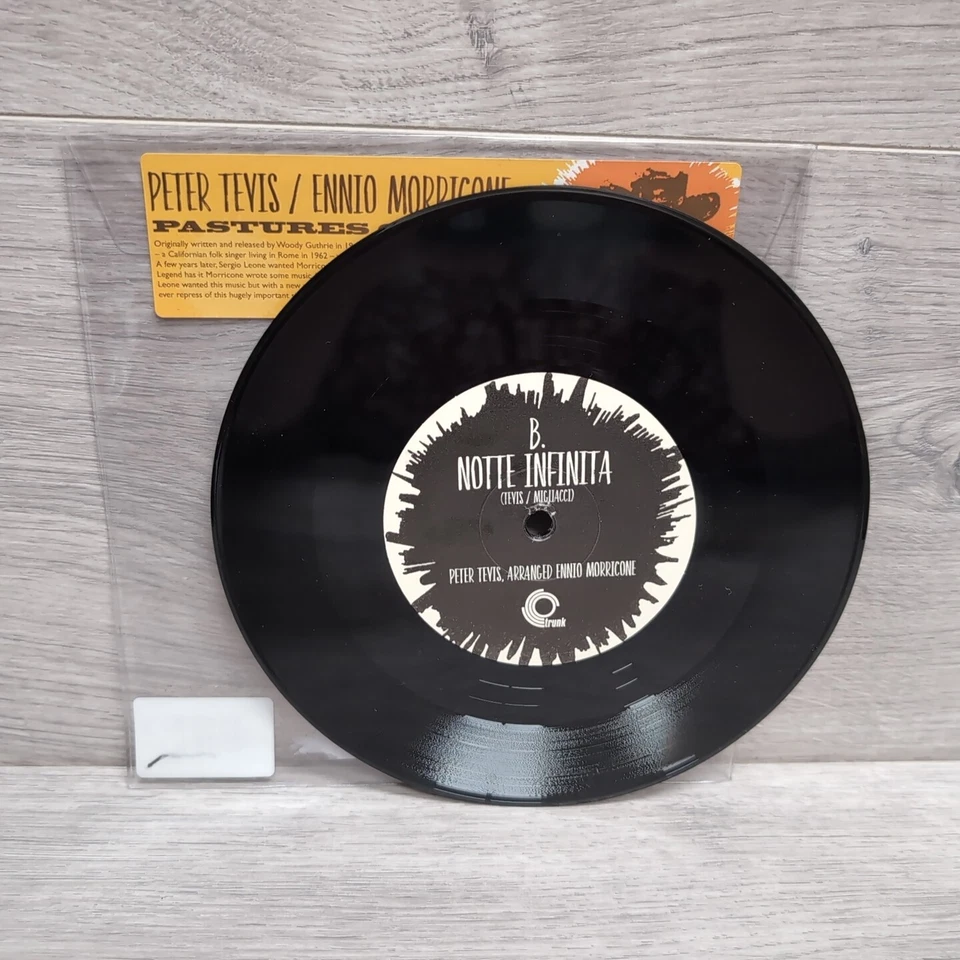 PETER TEVIS / ENNIO MORRICONE
PASTURES
Originally written and released by Woody Guthrie in
– a Californian folk singer living in Rome in 1962 –
A few years later, Sergio Leone wanted
Legend has it Morricone wrote some music
Leone wanted this music but with a new
ever repress of this hugely important
B.
NOTTE INFINITA
(TEVIS / MIGLIACCI)
PETER TEVIS, ARRANGED ENNIO MORRICONE
trunk